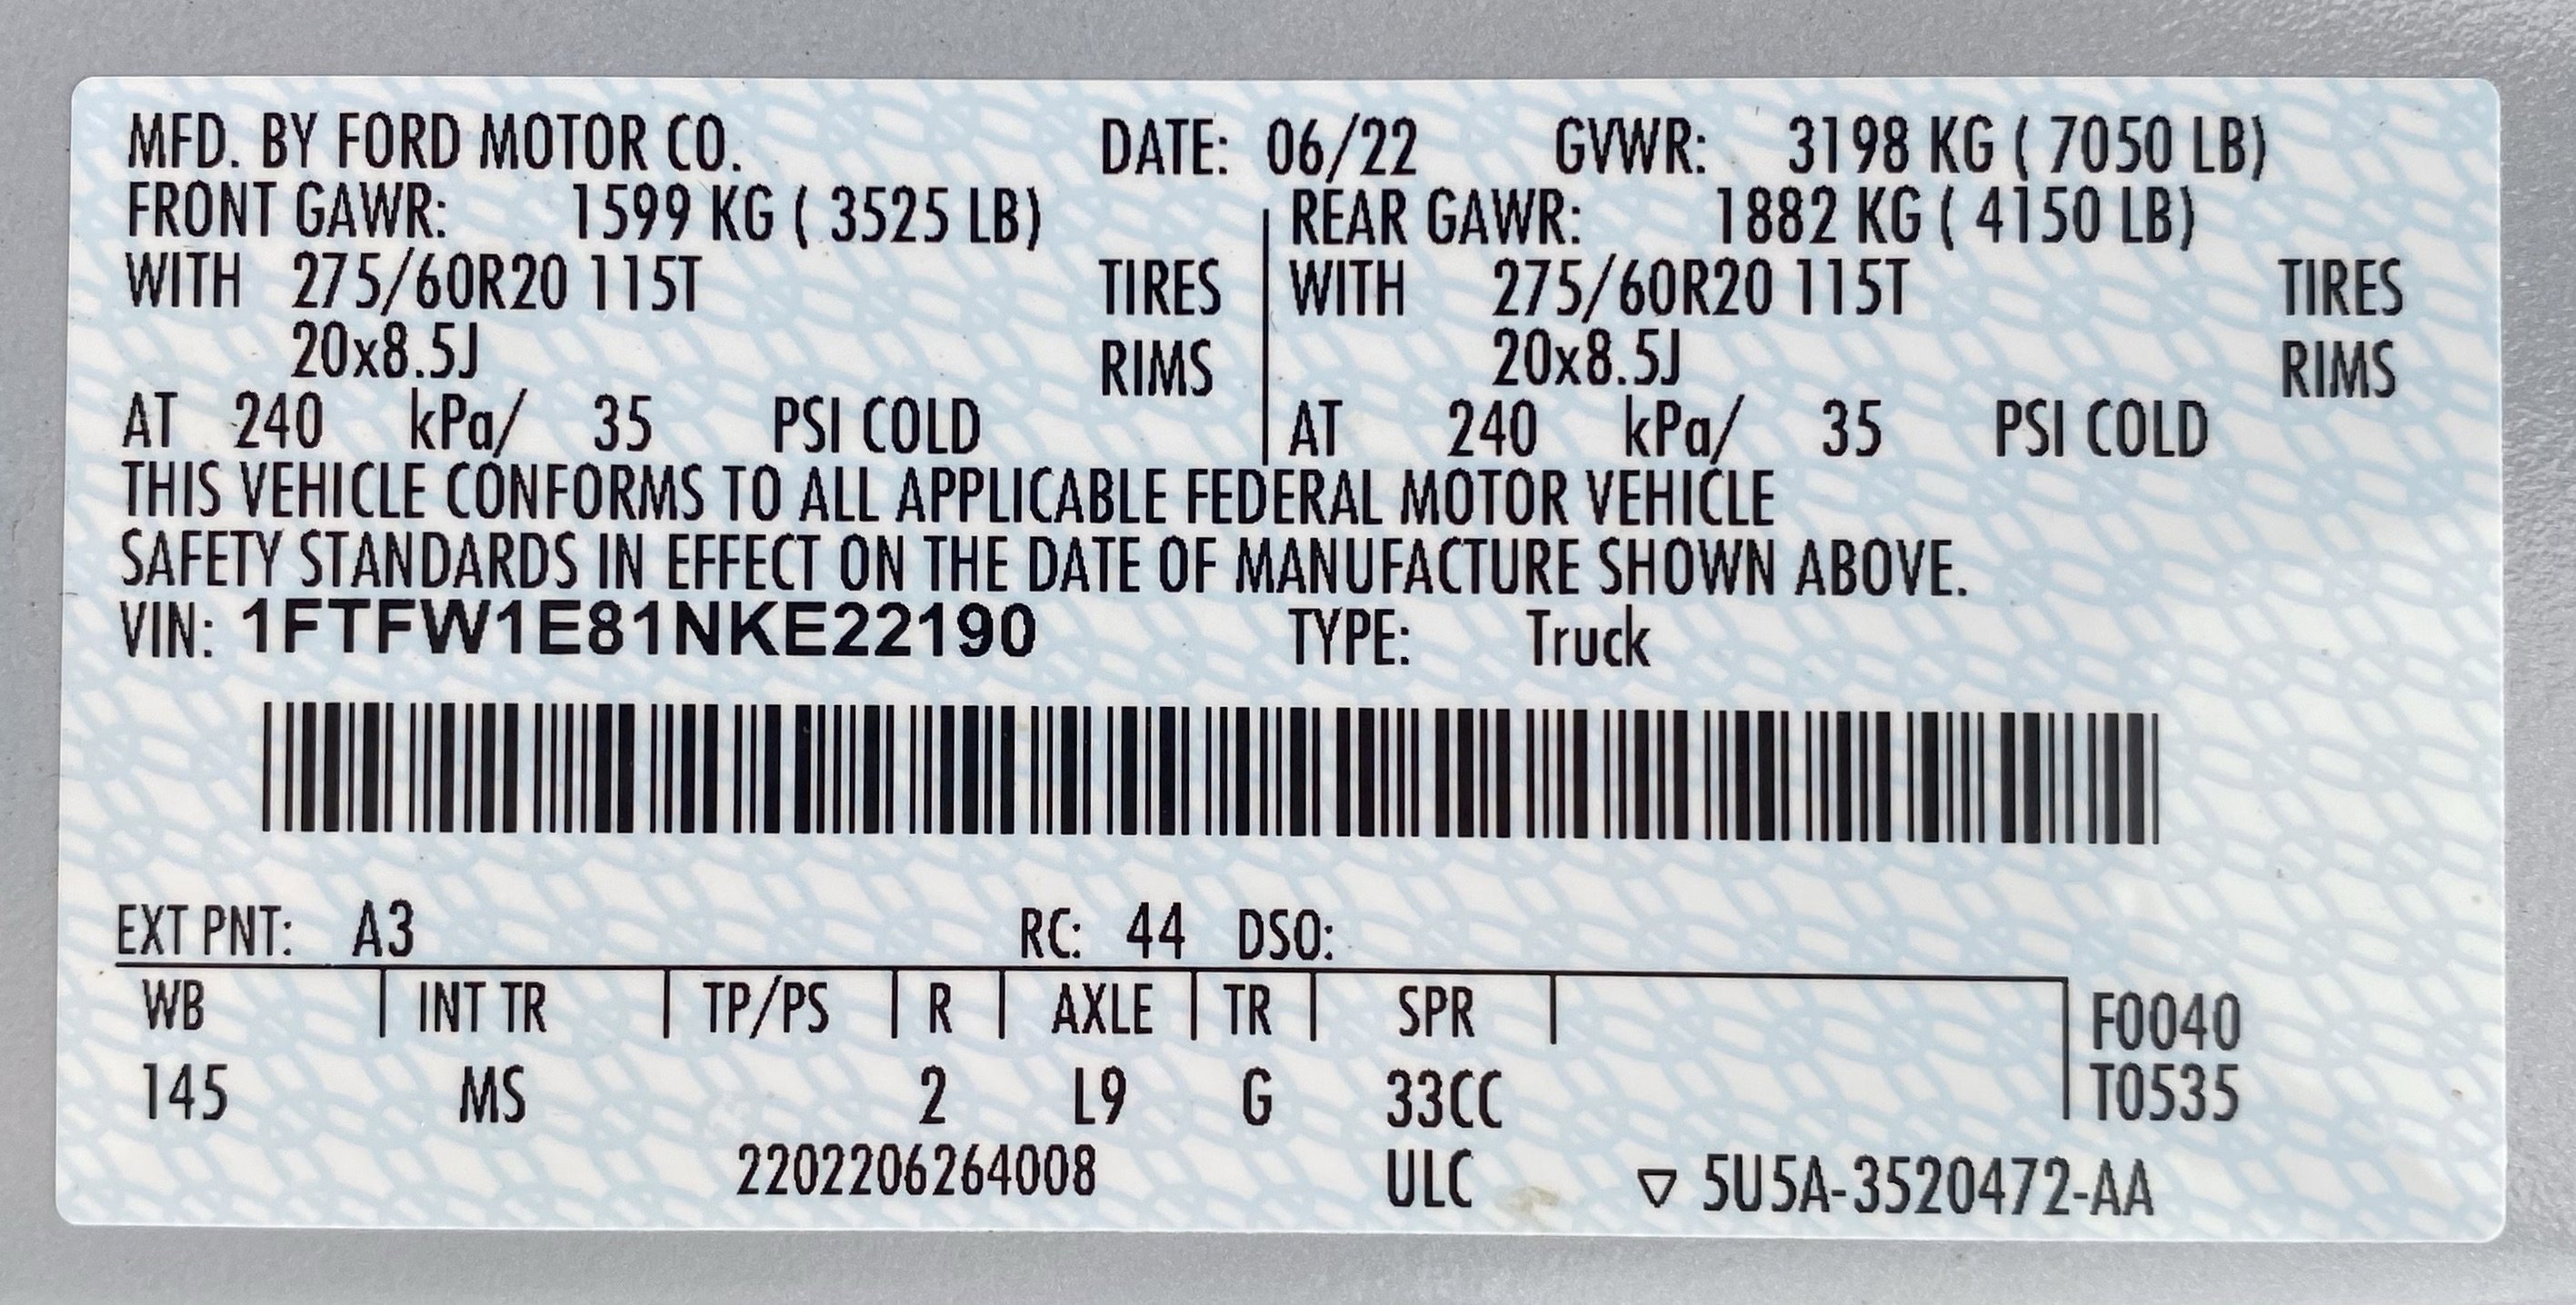 MFD. BY FORD MOTOR CO. DATE: 06/22 GVWR: 3198 KG ( 7050 LB)
FRONT GAWR: 1599 KG ( 3525 LB) REAR GAWR: 1882 KG ( 4150 LB)
WITH 275/60R20 115T TIRES WITH 275/60R20 115T TIRES
20x8.5J RIMS 20x8.5J RIMS
AT 240 kPa/ 35 PSI COLD AT 240 kPa/ 35 PSI COLD
THIS VEHICLE CONFORMS TO ALL APPLICABLE FEDERAL MOTOR VEHICLE
SAFETY STANDARDS IN EFFECT ON THE DATE OF MANUFACTURE SHOWN ABOVE.
VIN: 1FTFW1E81NKE22190 TYPE: Truck
EXT PNT: A3 RC: 44 DSO:
WB INT TR TP/PS R AXLE TR SPR F0040
145 MS 2 L9 G 33CC T0535
2202206264008 ULC ▽ 5U5A-3520472-AA